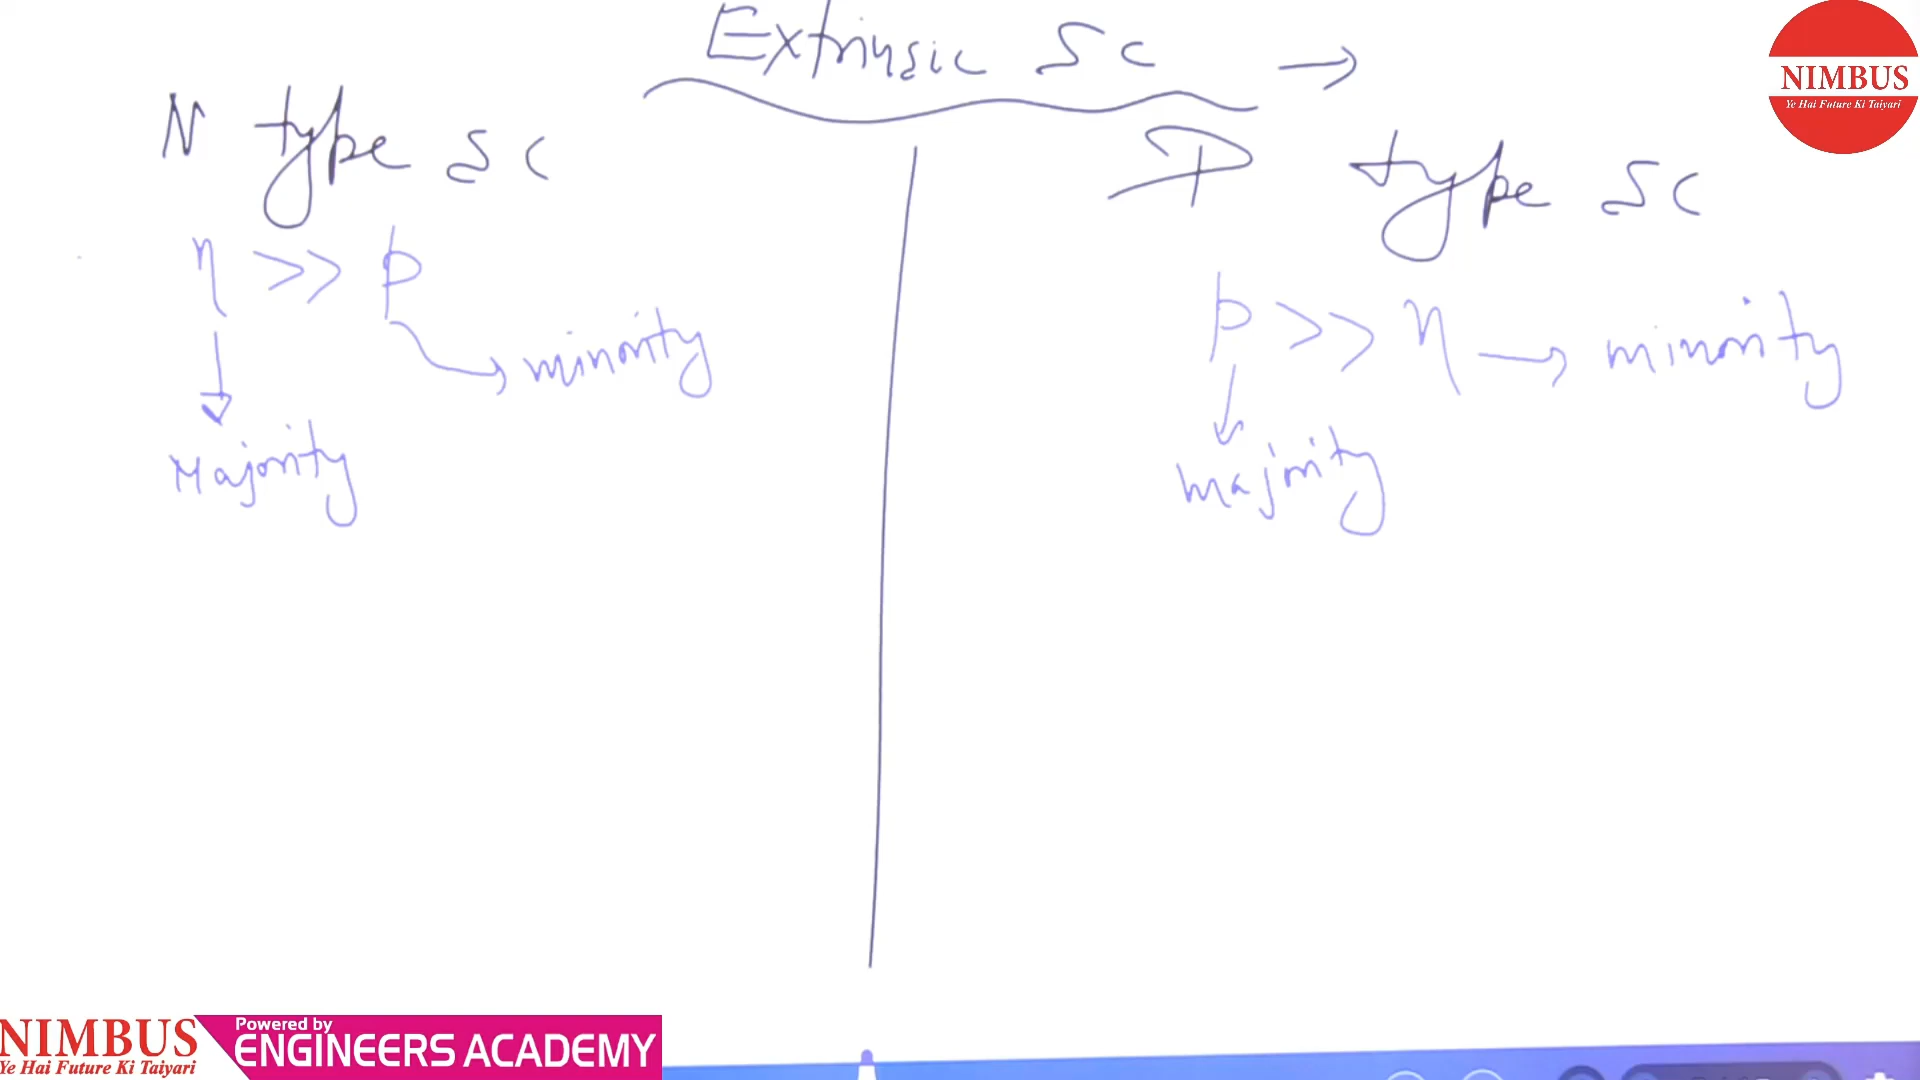 Extrinsic SC →
NIMBUS
Ye Hai Future Ki Taiyari
N type SC
n >> p
→ minority
↓
Majority
P type SC
p >> n → minority
↓
majority
NIMBUS
Ye Hai Future Ki Taiyari
Powered by
ENGINEERS ACADEMY